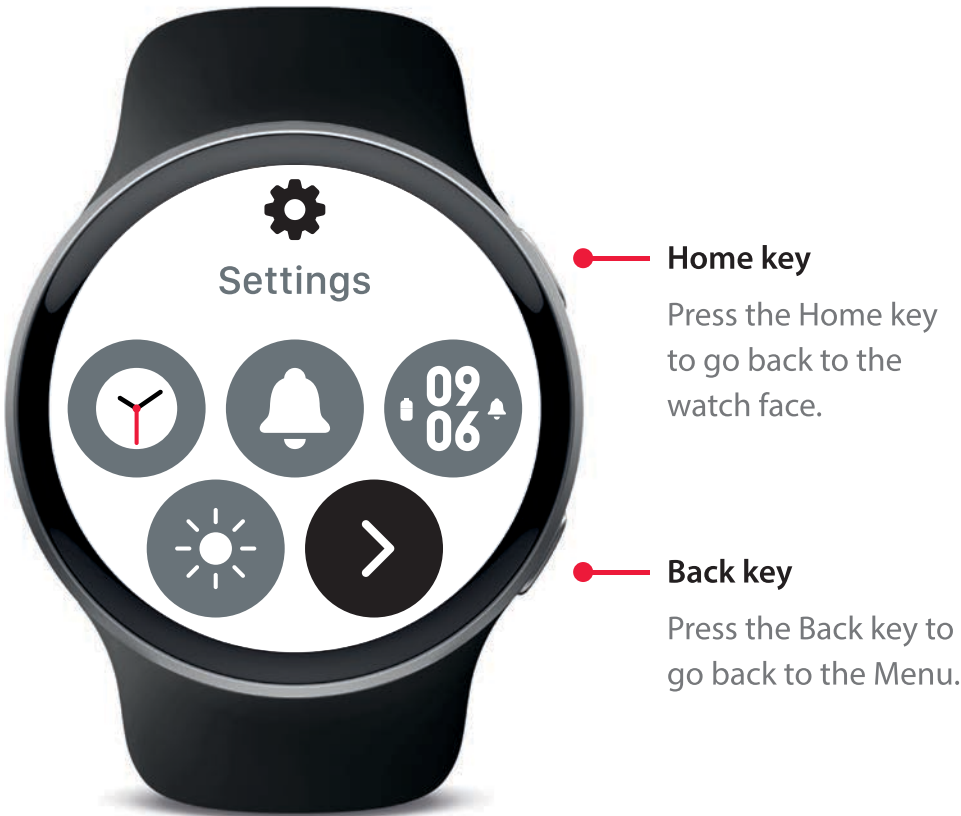 Settings
09
06
Home key
Press the Home key
to go back to the
watch face.
Back key
Press the Back key to
go back to the Menu.